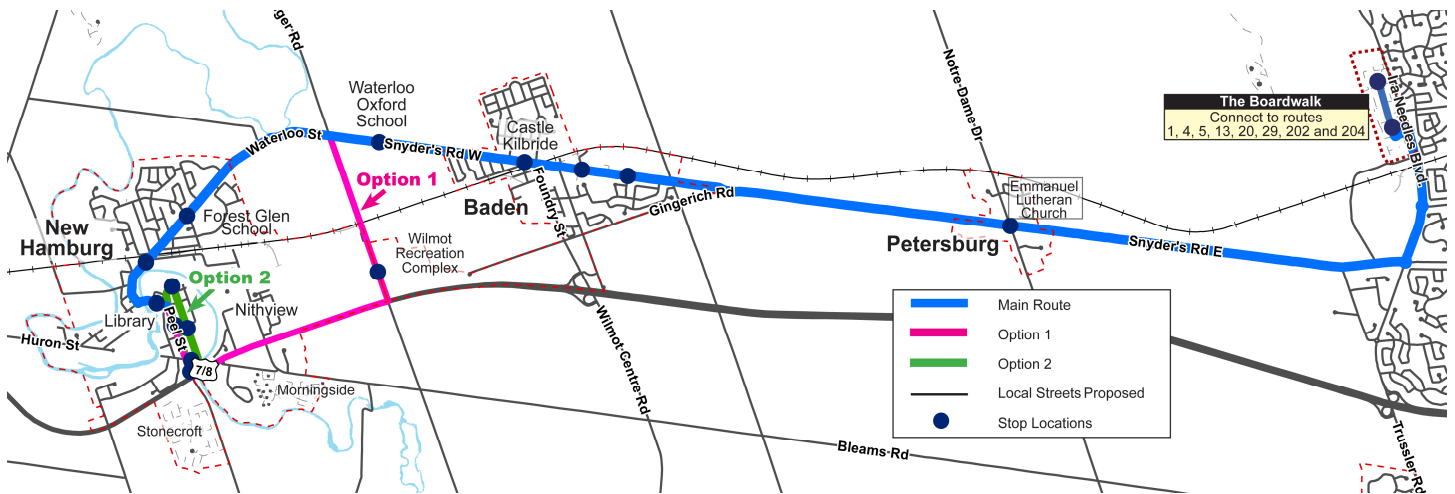 ger Rd
Waterloo
Oxford
School
Waterloo St
Snyder's Rd W
Castle
Kilbride
Option 1
Baden
Foundry St
Gingerich Rd
Notre-Dame Dr
The Boardwalk
Connect to routes
1, 4, 5, 13, 20, 29, 202 and 204
Ira Needles Blvd.
Emmanuel
Lutheran
Church
Petersburg
Snyder's Rd E
New
Hamburg
Forest Glen
School
Wilmot
Recreation
Complex
Option 2
Library
Peel St
Nithview
Huron St
7/8
Morningside
Stonecroft
Wilmot Centre Rd
Bleams Rd
Trussler Rd
Main Route
Option 1
Option 2
Local Streets Proposed
Stop Locations